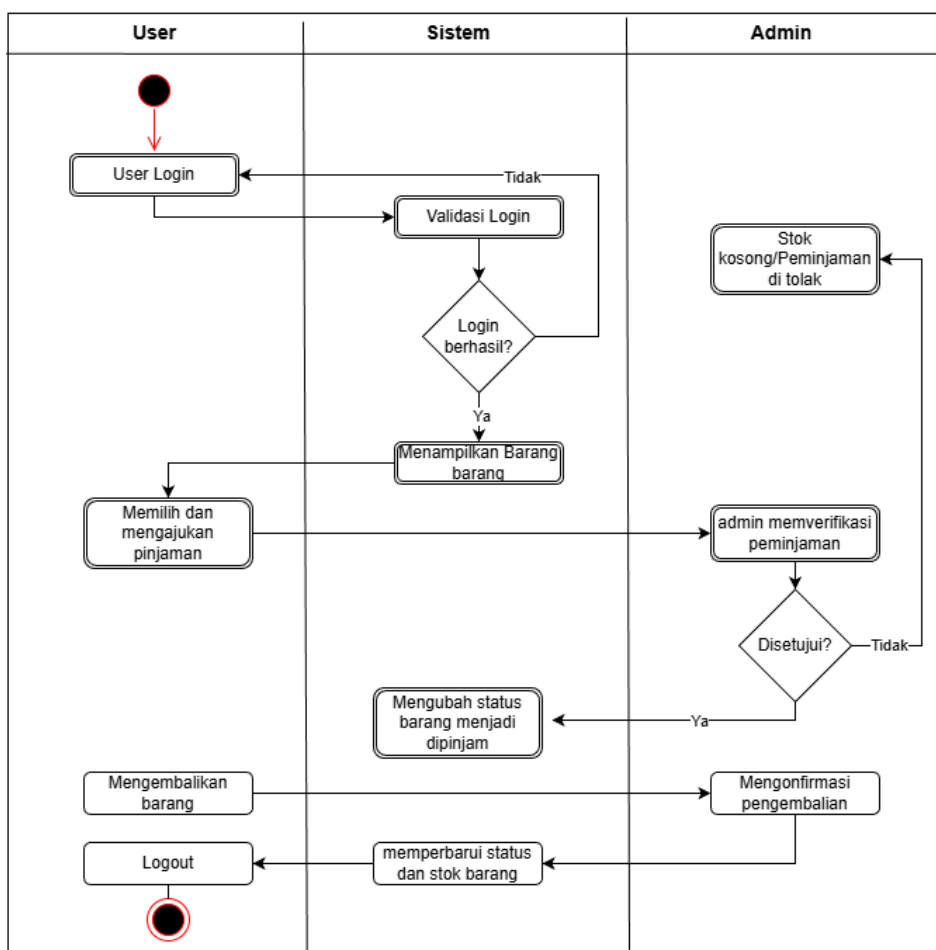 User
Sistem
Admin
User Login
Tidak
Validasi Login
Stok
kosong/Peminjaman
di tolak
Login
berhasil?
Ya
Menampilkan Barang
barang
Memilih dan
mengajukan
pinjaman
admin memverifikasi
peminjaman
Disetujui?
Tidak
Mengubah status
barang menjadi
dipinjam
Ya
Mengembalikan
barang
Mengonfirmasi
pengembalian
Logout
memperbarui status
dan stok barang